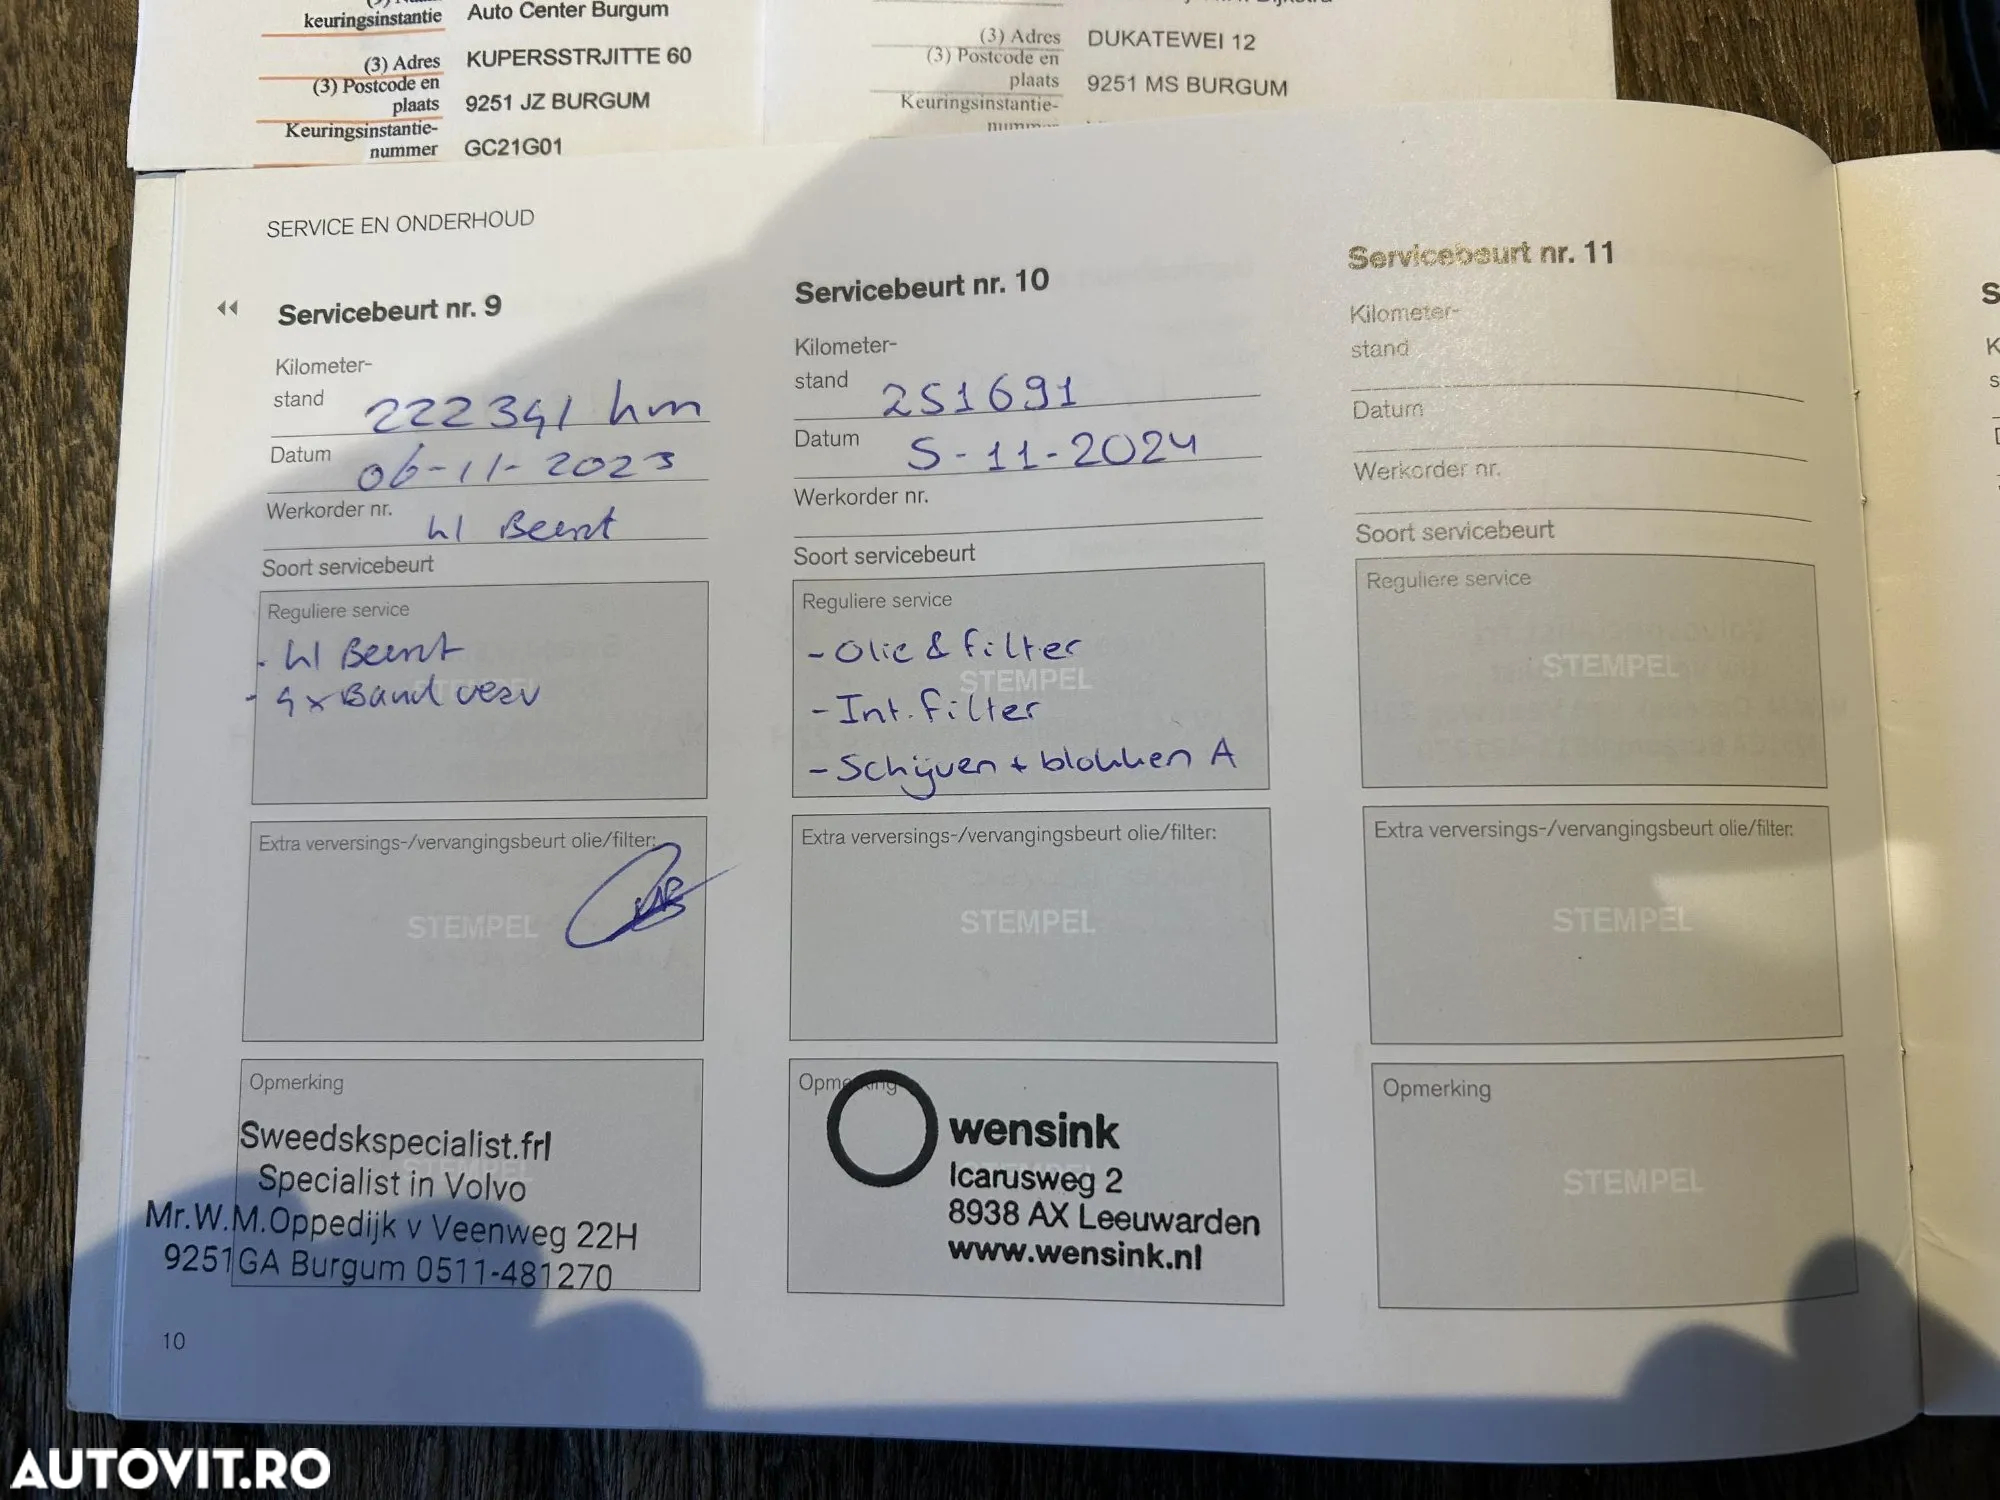 keuringsinstantie Auto Center Burgum
(3) Adres KUPERSSTRJITTE 60
(3) Postcode en
plaats 9251 JZ BURGUM
Keuringsinstantie-
nummer GC21G01
(3) Adres DUKATEWEI 12
(3) Postcode en
plaats 9251 MS BURGUM
Keuringsinstantie-
nummer
SERVICE EN ONDERHOUD
Servicebeurt nr. 9
Kilometer-
stand 222341 km
Datum 06-11-2023
Werkorder nr. kl Beert
Soort servicebeurt
Reguliere service
- kl Beert
- 4x Band verv
Extra verversings-/vervangingsbeurt olie/filter:
STEMPEL
Opmerking
Sweedskspecialist.frl
Specialist in Volvo
Mr.W.M.Oppedijk v Veenweg 22H
9251GA Burgum 0511-481270
10
Servicebeurt nr. 10
Kilometer-
stand 251691
Datum 5-11-2024
Werkorder nr.
Soort servicebeurt
Reguliere service
- Olie & filter
STEMPEL
- Int. filter
- Schijven + blokken A
Extra verversings-/vervangingsbeurt olie/filter:
STEMPEL
Opmerking
wensink
Icarusweg 2
8938 AX Leeuwarden
www.wensink.nl
Servicebeurt nr. 11
Kilometer-
stand
Datum
Werkorder nr.
Soort servicebeurt
Reguliere service
STEMPEL
Extra verversings-/vervangingsbeurt olie/filter:
STEMPEL
Opmerking
STEMPEL
AUTOVIT.RO